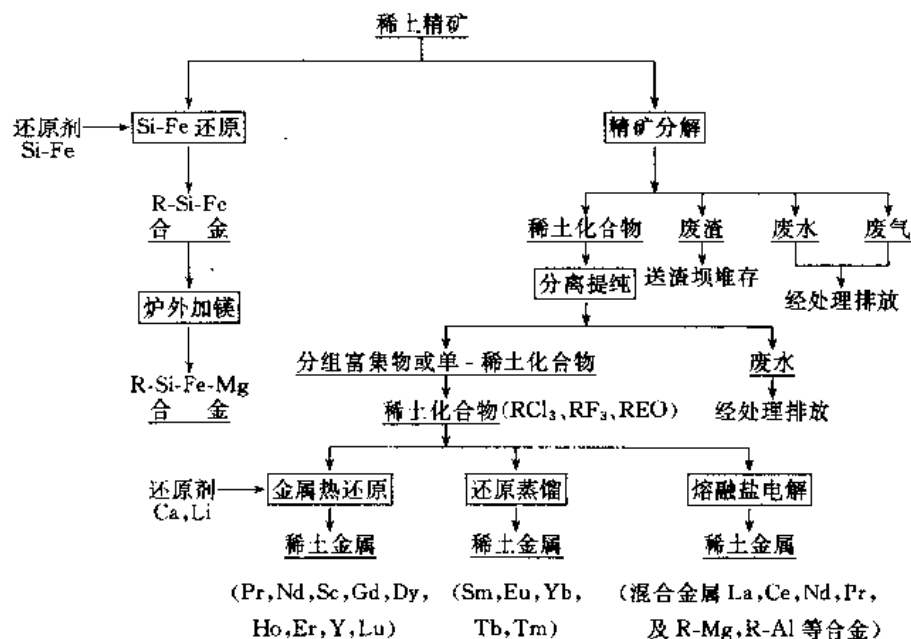 稀土精矿
还原剂
Si-Fe
Si-Fe 还原
精矿分解
R-Si-Fe
合 金
稀土化合物 废渣 废水 废气
分离提纯 送渣坝堆存 经处理排放
炉外加镁
分组富集物或单-稀土化合物 废水
R-Si-Fe-Mg
合 金
稀土化合物(RCl₃、RF₃、REO) 经处理排放
还原剂
Ca,Li
金属热还原 还原蒸馏 熔融盐电解
稀土金属 稀土金属 稀土金属
(Pr,Nd,Sc,Gd,Dy, (Sm,Eu,Yb, (混合金属 La,Ce,Nd,Pr,
Ho,Er,Y,Lu) Tb,Tm) 及 R-Mg,R-Al 等合金)